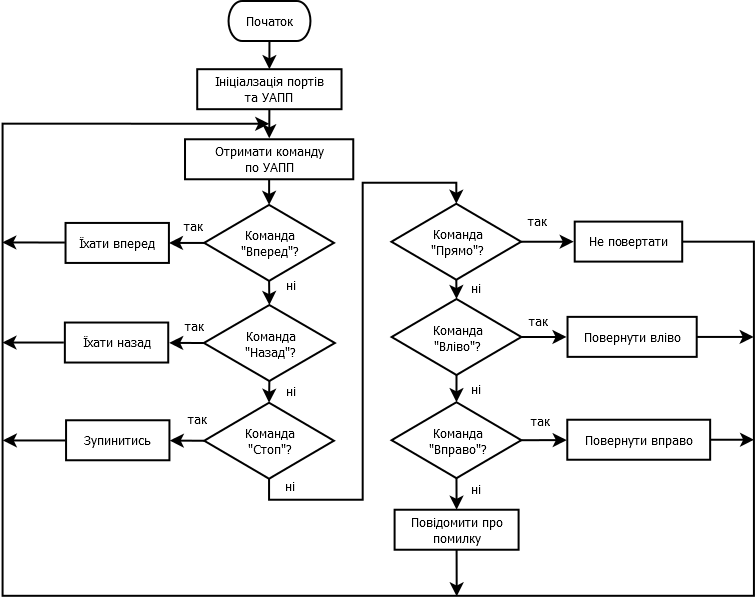 Початок
Ініціалзація портів
та УАПП
Отримати команду
по УАПП
Команда
"Вперед"?
так
Їхати вперед
ні
Команда
"Назад"?
так
Їхати назад
ні
Команда
"Стоп"?
так
Зупинитись
ні
Команда
"Прямо"?
так
Не повертати
ні
Команда
"Вліво"?
так
Повернути вліво
ні
Команда
"Вправо"?
так
Повернути вправо
ні
Повідомити про
помилку